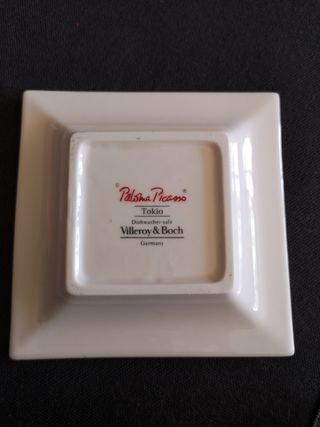 © Paloma Picasso ®
Tokio
Dishwasher-safe
Villeroy & Boch
Germany